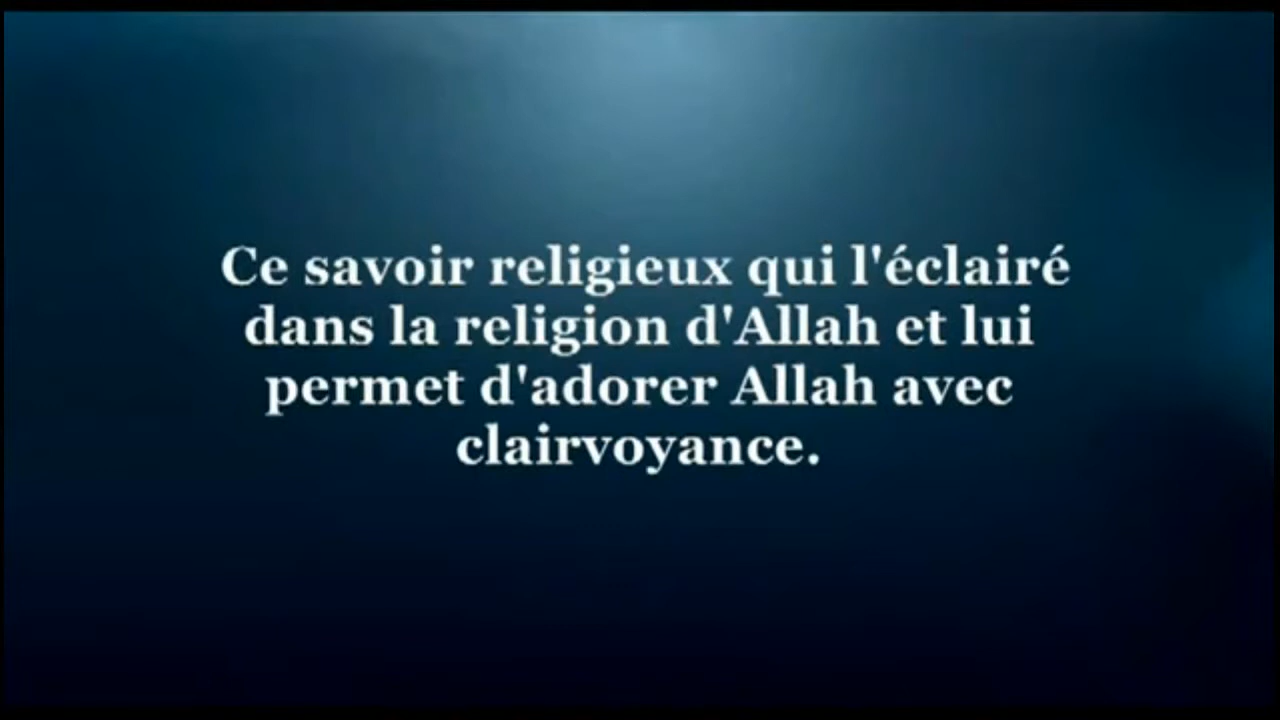 Ce savoir religieux qui l'éclairé
dans la religion d'Allah et lui
permet d'adorer Allah avec
clairvoyance.